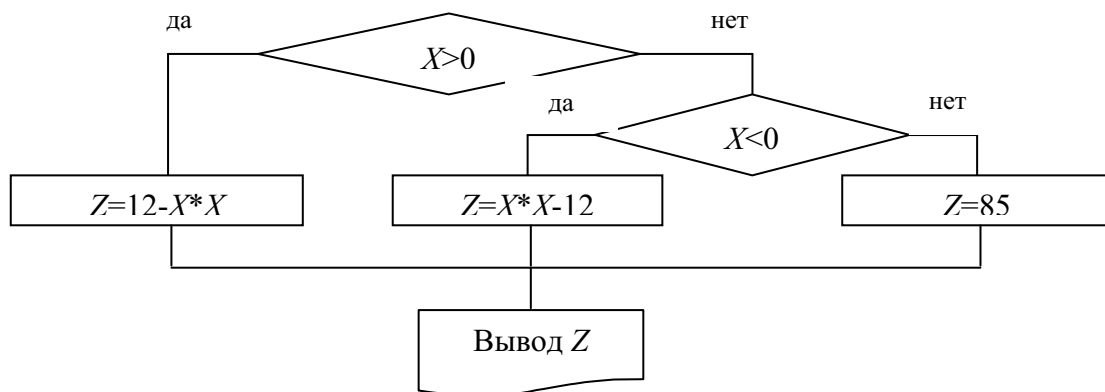 да
нет
X>0
да
нет
X<0
Z=12-X*X
Z=X*X-12
Z=85
Вывод Z